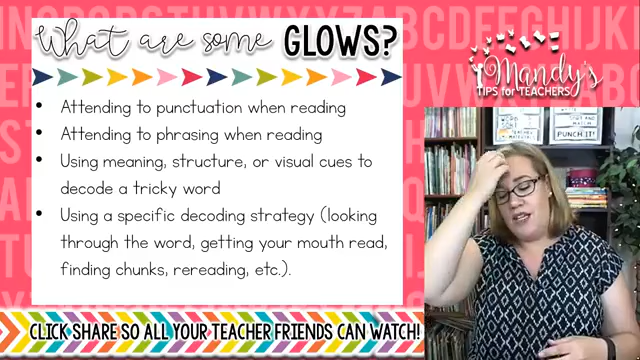 What are some GLOWS?
• Attending to punctuation when reading
• Attending to phrasing when reading
• Using meaning, structure, or visual cues to
decode a tricky word
• Using a specific decoding strategy (looking
through the word, getting your mouth read,
finding chunks, rereading, etc.).
Mandy's
TIPS for TEACHERS
PUNCH IT!
CLICK SHARE SO ALL YOUR TEACHER FRIENDS CAN WATCH!